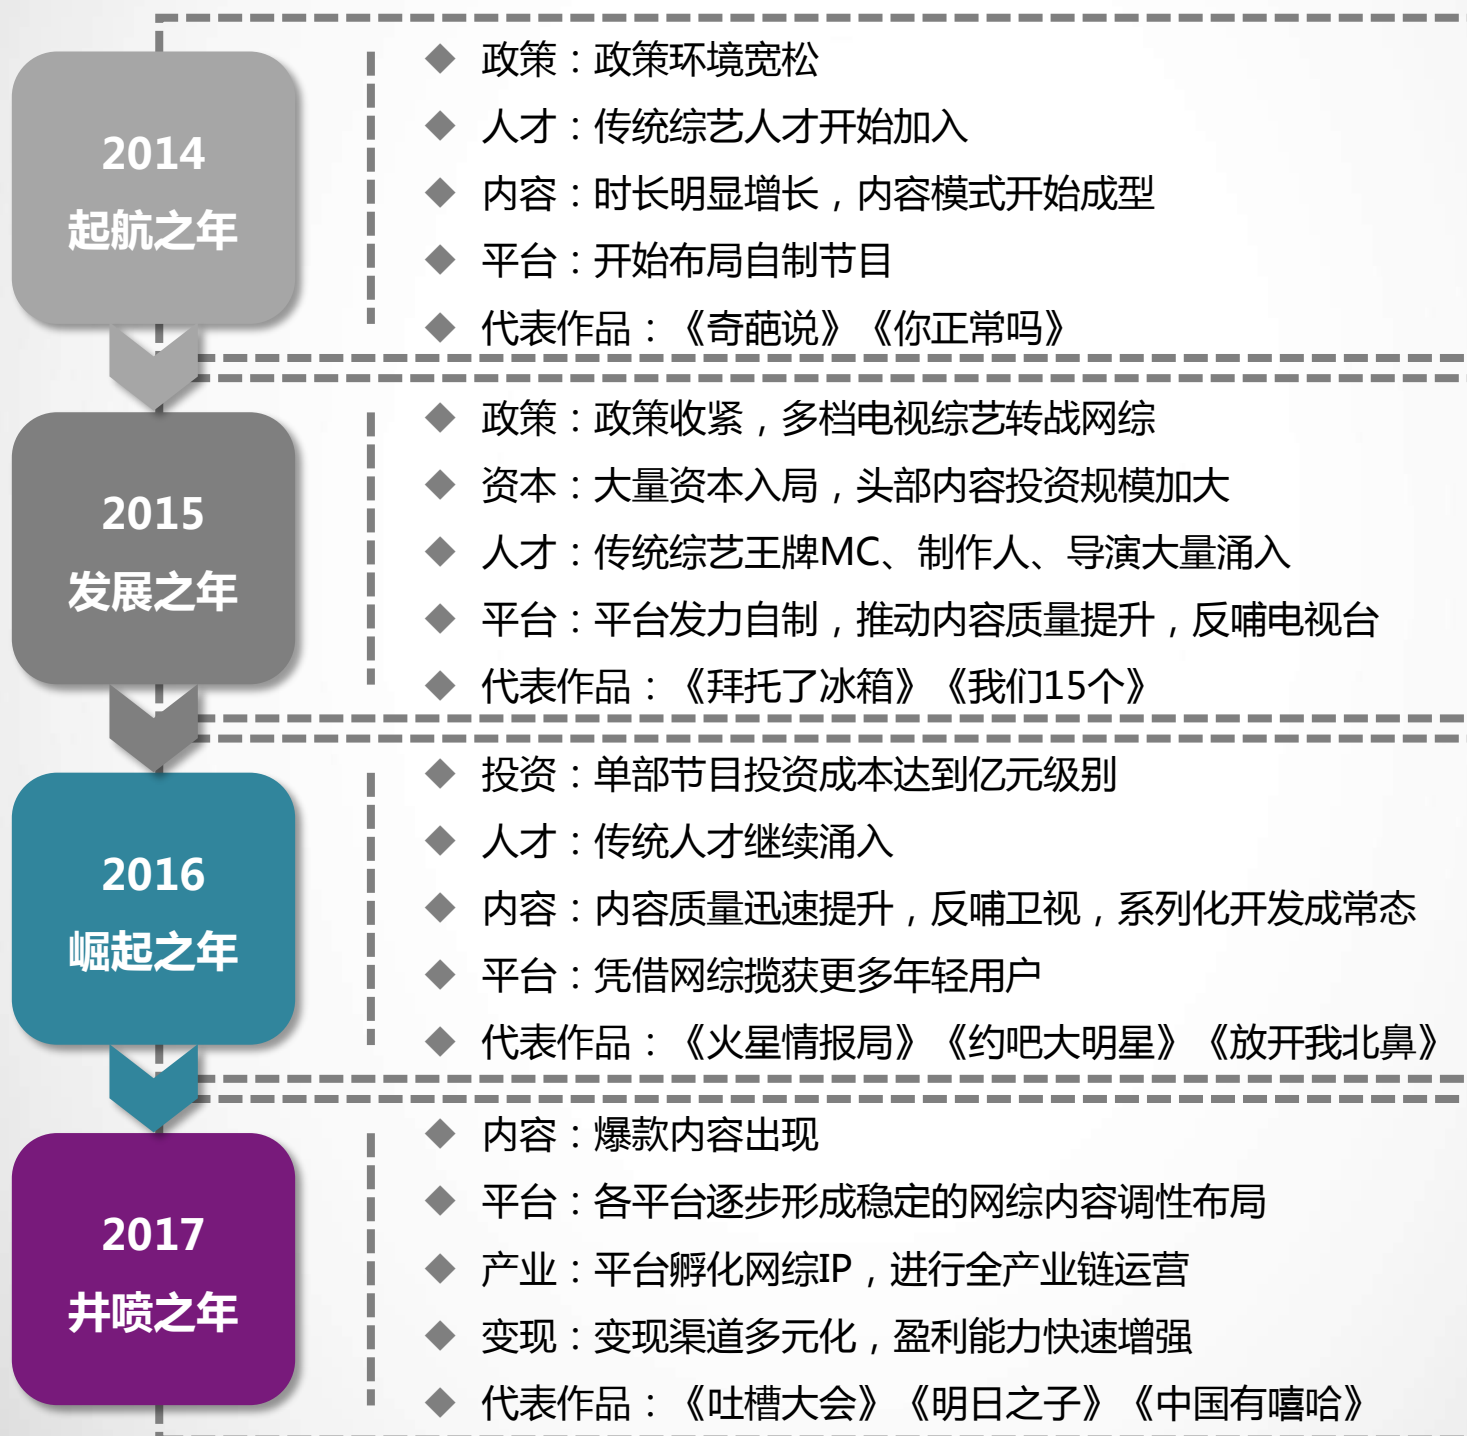 2014
起航之年
政策：政策环境宽松
人才：传统综艺人才开始加入
内容：时长明显增长，内容模式开始成型
平台：开始布局自制节目
代表作品：《奇葩说》《你正常吗》
2015
发展之年
政策：政策收紧，多档电视综艺转战网综
资本：大量资本入局，头部内容投资规模加大
人才：传统综艺王牌MC、制作人、导演大量涌入
平台：平台发力自制，推动内容质量提升，反哺电视台
代表作品：《拜托了冰箱》《我们15个》
2016
崛起之年
投资：单部节目投资成本达到亿元级别
人才：传统人才继续涌入
内容：内容质量迅速提升，反哺卫视，系列化开发成常态
平台：凭借网综揽获更多年轻用户
代表作品：《火星情报局》《约吧大明星》《放开我北鼻》
2017
井喷之年
内容：爆款内容出现
平台：各平台逐步形成稳定的网综内容调性布局
产业：平台孵化网综IP，进行全产业链运营
变现：变现渠道多元化，盈利能力快速增强
代表作品：《吐槽大会》《明日之子》《中国有嘻哈》